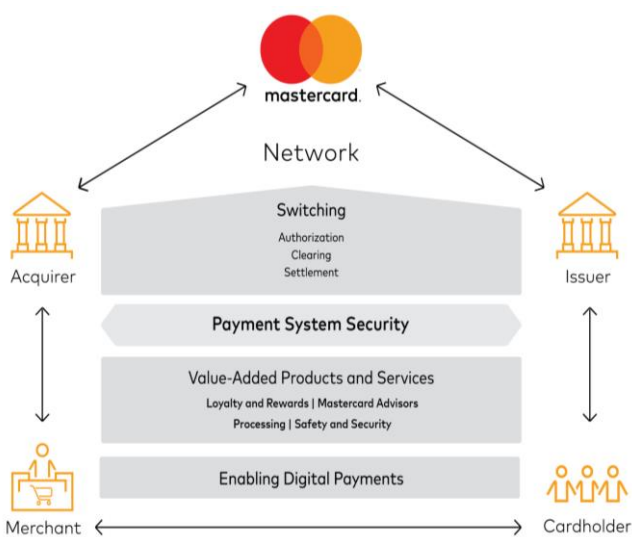 mastercard.
Network
Switching
Authorization
Clearing
Settlement
Acquirer
Issuer
Payment System Security
Value-Added Products and Services
Loyalty and Rewards | Mastercard Advisors
Processing | Safety and Security
Enabling Digital Payments
Merchant
Cardholder